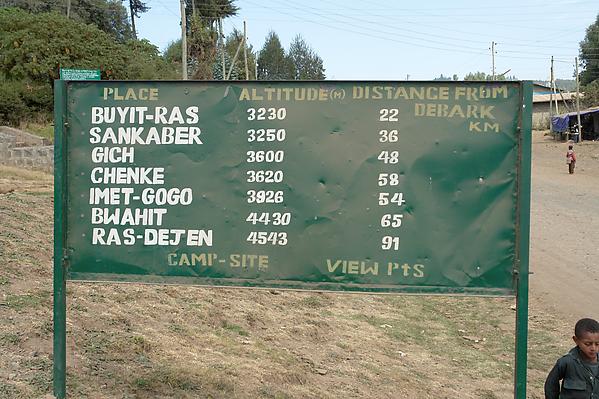 PLACE ALTITUDE(M) DISTANCE FROM
DEBARK
KM
BUYIT-RAS 3230 22
SANKABER 3250 36
GICH 3600 48
CHENKE 3620 58
IMET-GOGO 3926 54
BWAHIT 4430 65
RAS-DEJEN 4543 91
CAMP-SITE VIEW PtS